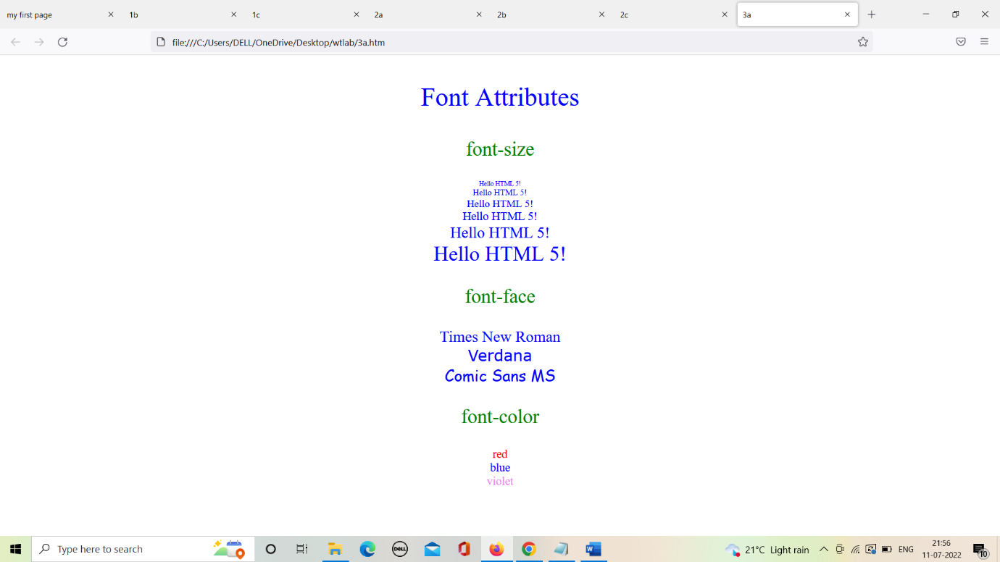 my first page
1b
1c
2a
2b
2c
3a
file:///C:/Users/DELL/OneDrive/Desktop/wtlab/3a.htm
Font Attributes
font-size
Hello HTML 5!
Hello HTML 5!
Hello HTML 5!
Hello HTML 5!
Hello HTML 5!
Hello HTML 5!
font-face
Times New Roman
Verdana
Comic Sans MS
font-color
red
blue
violet
Type here to search
DELL
W
21°C Light rain
ENG
21:56
11-07-2022
10